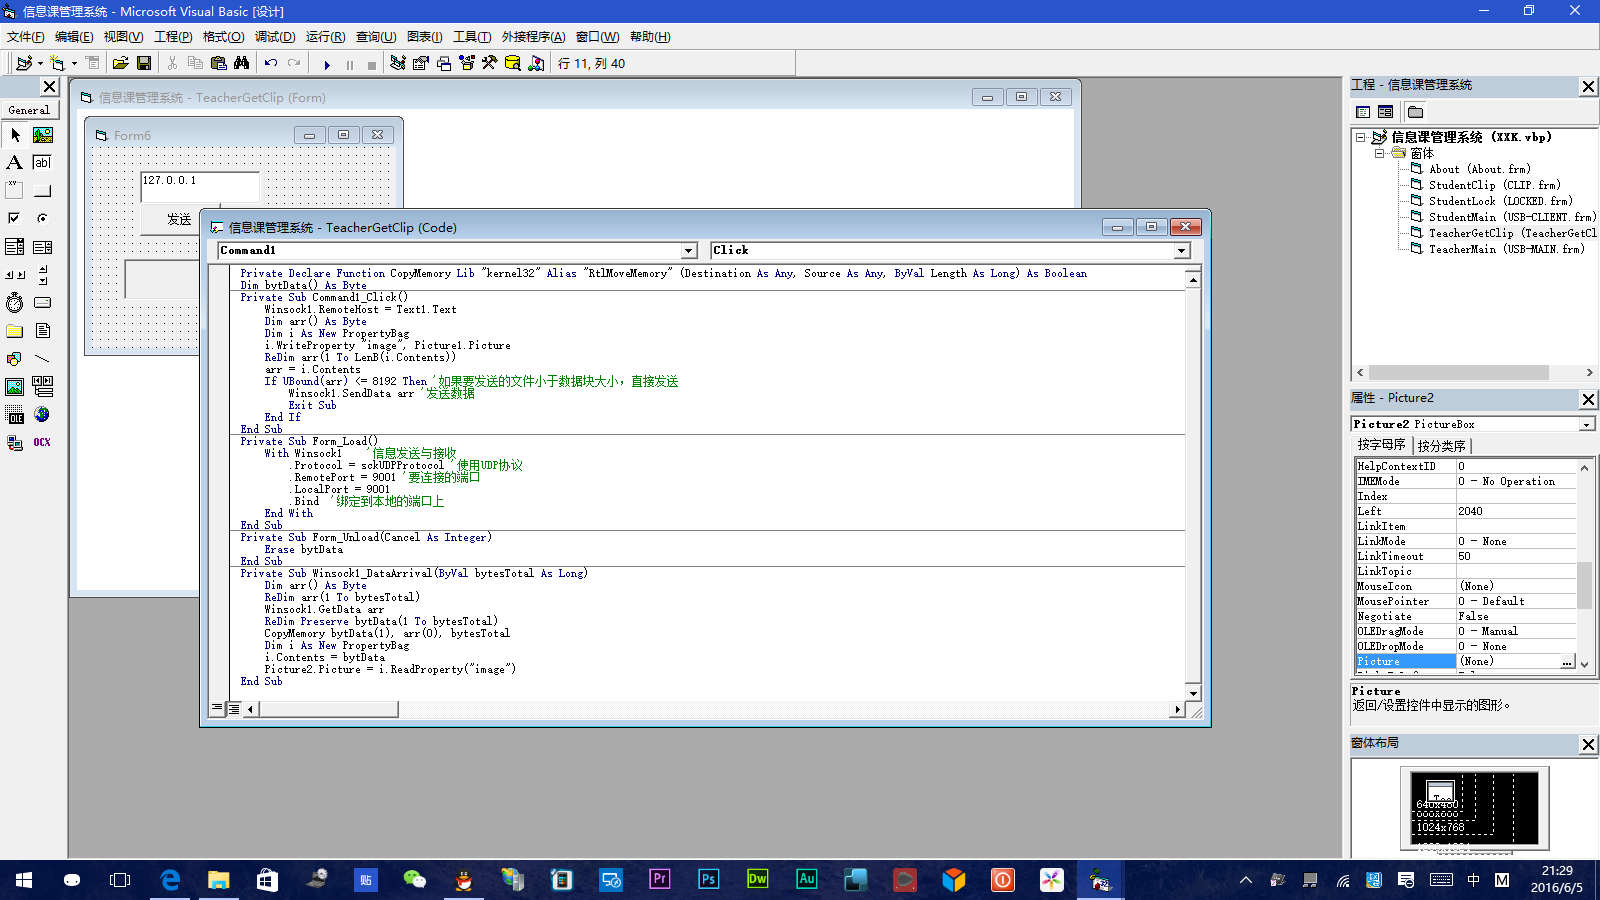 信息课管理系统 - Microsoft Visual Basic [设计]
文件(F) 编辑(E) 视图(V) 工程(P) 格式(O) 调试(D) 运行(R) 查询(U) 图表(I) 工具(T) 外接程序(A) 窗口(W) 帮助(H)
行 11, 列 40
General
A
ab|
xv
OLE
OCX
信息课管理系统 - TeacherGetClip (Form)
Form6
127.0.0.1
发送
信息课管理系统 - TeacherGetClip (Code)
Command1 Click
Private Declare Function CopyMemory Lib "kernel32" Alias "RtlMoveMemory" (Destination As Any, Source As Any, ByVal Length As Long) As Boolean
Dim bytData() As Byte
Private Sub Command1_Click()
Winsock1.RemoteHost = Text1.Text
Dim arr() As Byte
Dim i As New PropertyBag
i.WriteProperty "image", Picture1.Picture
ReDim arr(1 To LenB(i.Contents))
arr = i.Contents
If UBound(arr) <= 8192 Then '如果要发送的文件小于数据块大小，直接发送
Winsock1.SendData arr '发送数据
Exit Sub
End If
End Sub
Private Sub Form_Load()
With Winsock1 '信息发送与接收
.Protocol = sckUDPProtocol '使用UDP协议
.RemotePort = 9001 '要连接的端口
.LocalPort = 9001
.Bind '绑定到本地的端口上
End With
End Sub
Private Sub Form_Unload(Cancel As Integer)
Erase bytData
End Sub
Private Sub Winsock1_DataArrival(ByVal bytesTotal As Long)
Dim arr() As Byte
ReDim arr(1 To bytesTotal)
Winsock1.GetData arr
ReDim Preserve bytData(1 To bytesTotal)
CopyMemory bytData(1), arr(0), bytesTotal
Dim i As New PropertyBag
i.Contents = bytData
Picture2.Picture = i.ReadProperty("image")
End Sub
工程 - 信息课管理系统
信息课管理系统 (XXK.vbp)
窗体
About (About.frm)
StudentClip (CLIP.frm)
StudentLock (LOCKED.frm)
StudentMain (USB-CLIENT.frm)
TeacherGetClip (TeacherGetCl
TeacherMain (USB-MAIN.frm)
属性 - Picture2
Picture2 PictureBox
按字母序 按分类序
HelpContextID 0
IMEMode 0 - No Operation
Index
Left 2040
LinkItem
LinkMode 0 - None
LinkTimeout 50
LinkTopic
MouseIcon (None)
MousePointer 0 - Default
Negotiate False
OLEDragMode 0 - Manual
OLEDropMode 0 - None
Picture (None) ...
Picture
返回/设置控件中显示的图形。
窗体布局
640x480
1024x768
贴 Pr Ps Dw Au
中 M
21:29
2016/6/5